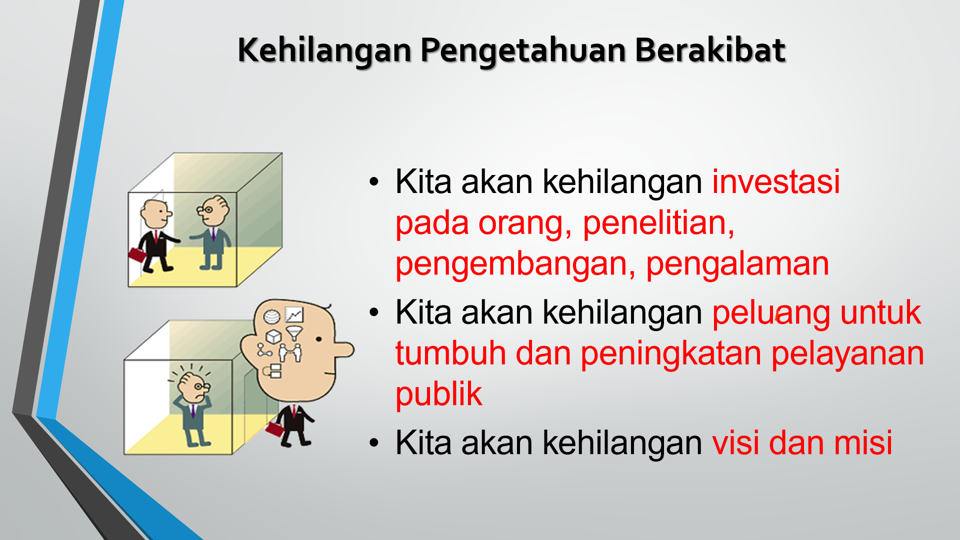 Kehilangan Pengetahuan Berakibat
• Kita akan kehilangan investasi
pada orang, penelitian,
pengembangan, pengalaman
• Kita akan kehilangan peluang untuk
tumbuh dan peningkatan pelayanan
publik
• Kita akan kehilangan visi dan misi